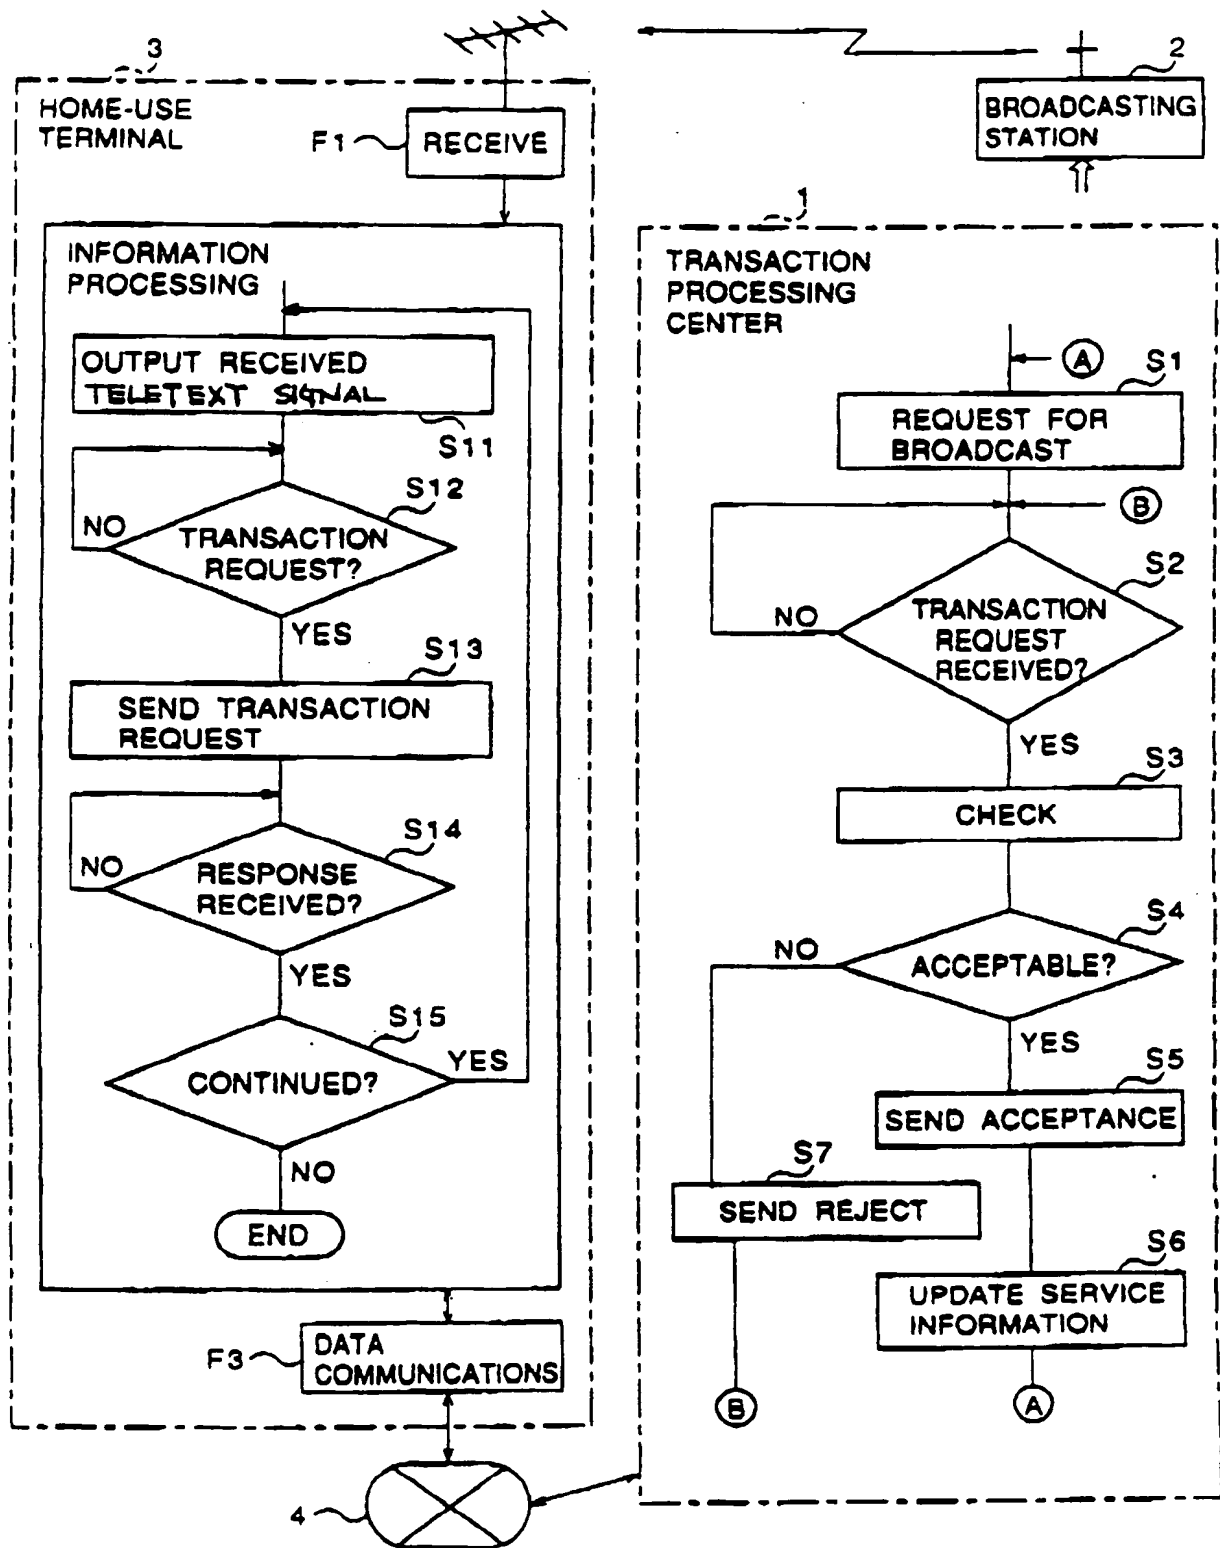 3
HOME-USE
TERMINAL
F1
RECEIVE
2
BROADCASTING
STATION
INFORMATION
PROCESSING
OUTPUT RECEIVED
TELETEXT SIGNAL
S11
S12
NO
TRANSACTION
REQUEST?
YES
S13
SEND TRANSACTION
REQUEST
S14
NO
RESPONSE
RECEIVED?
YES
S15
YES
CONTINUED?
NO
END
F3
DATA
COMMUNICATIONS
4
1
TRANSACTION
PROCESSING
CENTER
A
S1
REQUEST FOR
BROADCAST
B
S2
NO
TRANSACTION
REQUEST
RECEIVED?
YES
S3
CHECK
S4
NO
ACCEPTABLE?
YES
S5
SEND ACCEPTANCE
S7
SEND REJECT
S6
UPDATE SERVICE
INFORMATION
B
A